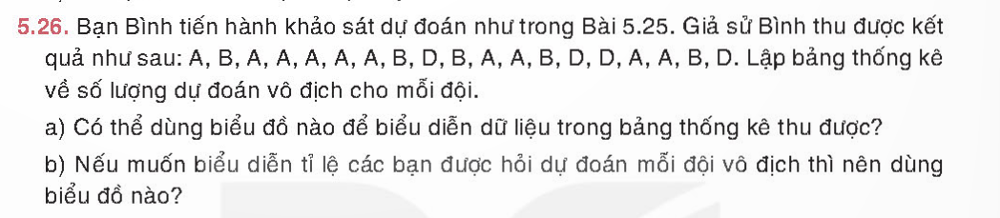 5.26. Bạn Bình tiến hành khảo sát dự đoán như trong Bài 5.25. Giả sử Bình thu được kết
quả như sau: A, B, A, A, A, A, A, B, D, B, A, A, B, D, D, A, A, B, D. Lập bảng thống kê
về số lượng dự đoán vô địch cho mỗi đội.
a) Có thể dùng biểu đồ nào để biểu diễn dữ liệu trong bảng thống kê thu được?
b) Nếu muốn biểu diễn tỉ lệ các bạn được hỏi dự đoán mỗi đội vô địch thì nên dùng
biểu đồ nào?